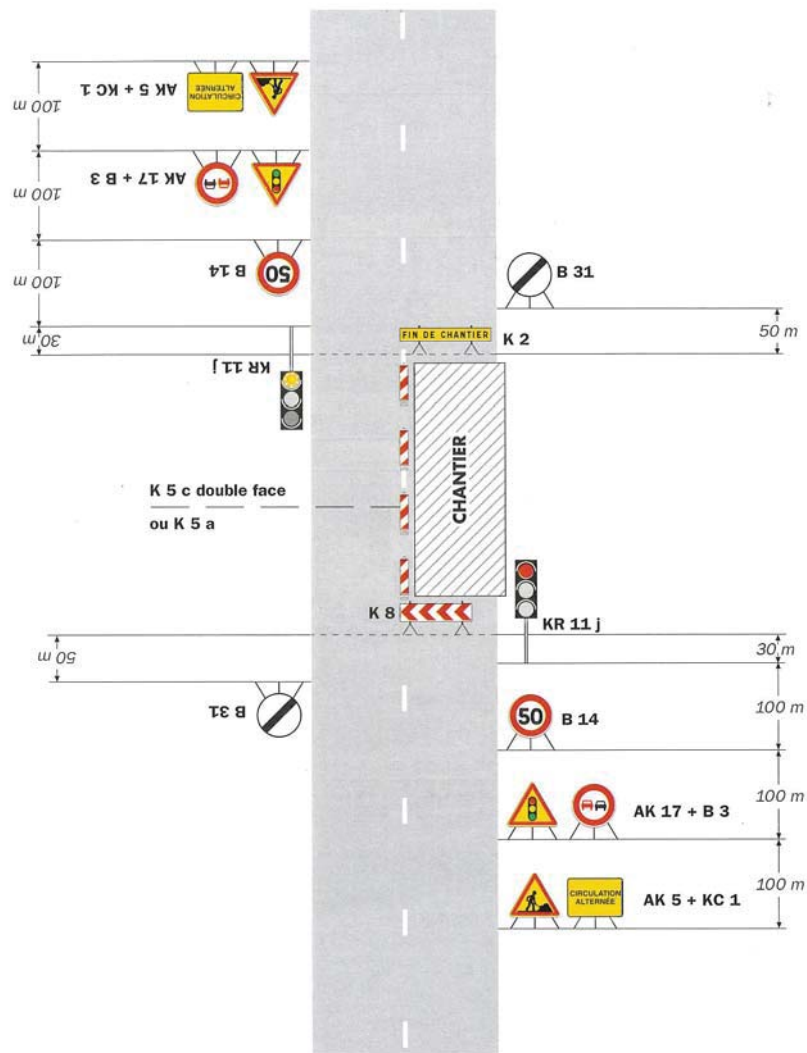 AK 5 + KC 1
CIRCULATION
ALTERNÉE
100 m
AK 17 + B 3
100 m
B 14
50
100 m
B 31
50 m
FIN DE CHANTIER
K 2
30 m
KR 11 j
CHANTIER
K 5 c double face
ou K 5 a
K 8
KR 11 j
30 m
50 m
B 31
50
B 14
100 m
AK 17 + B 3
100 m
CIRCULATION
ALTERNÉE
AK 5 + KC 1
100 m